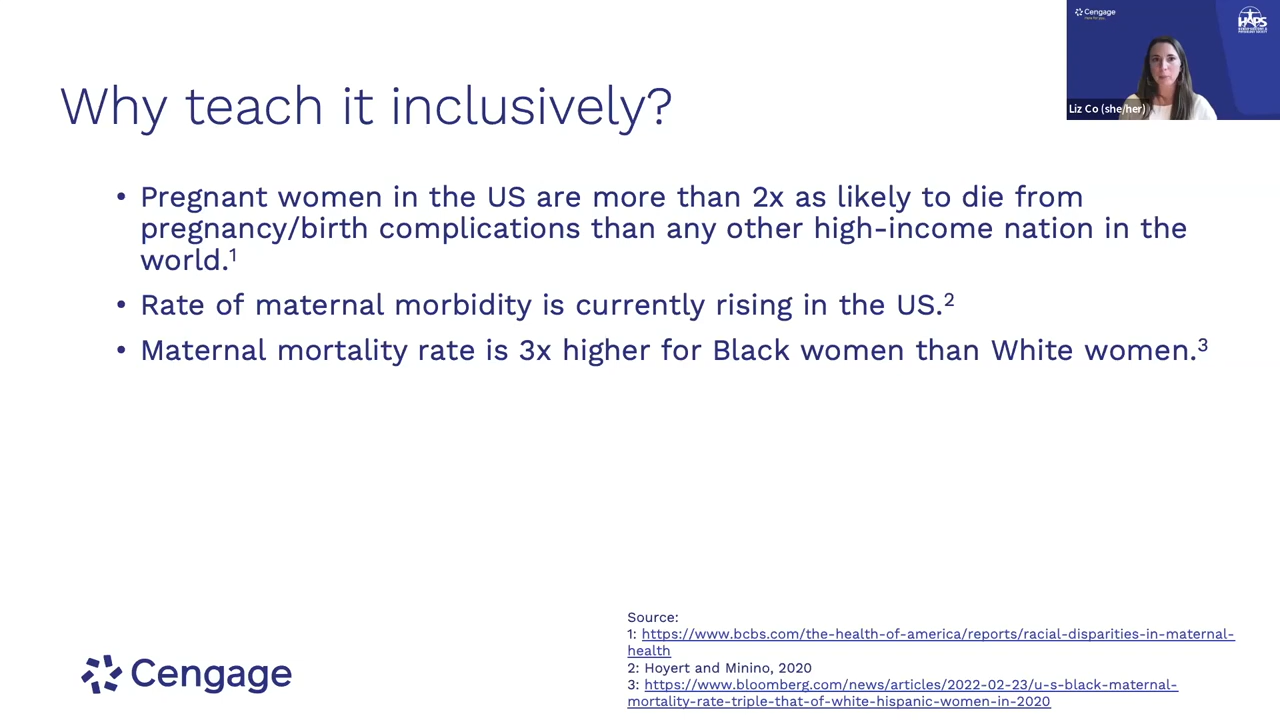 Cengage
HAPS
Liz Co (she/her)
Why teach it inclusively?
• Pregnant women in the US are more than 2x as likely to die from
pregnancy/birth complications than any other high-income nation in the
world.1
• Rate of maternal morbidity is currently rising in the US.2
• Maternal mortality rate is 3x higher for Black women than White women.3
Source:
1: https://www.bcbs.com/the-health-of-america/reports/racial-disparities-in-maternal-
health
2: Hoyert and Minino, 2020
3: https://www.bloomberg.com/news/articles/2022-02-23/u-s-black-maternal-
mortality-rate-triple-that-of-white-hispanic-women-in-2020
Cengage